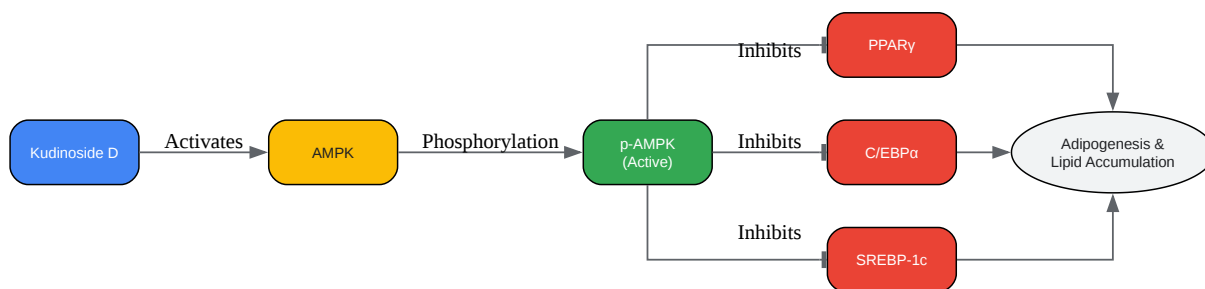 Inhibits
PPARγ
Kudinoside D
Activates
AMPK
Phosphorylation
p-AMPK
(Active)
Inhibits
C/EBPα
Adipogenesis &
Lipid Accumulation
Inhibits
SREBP-1c